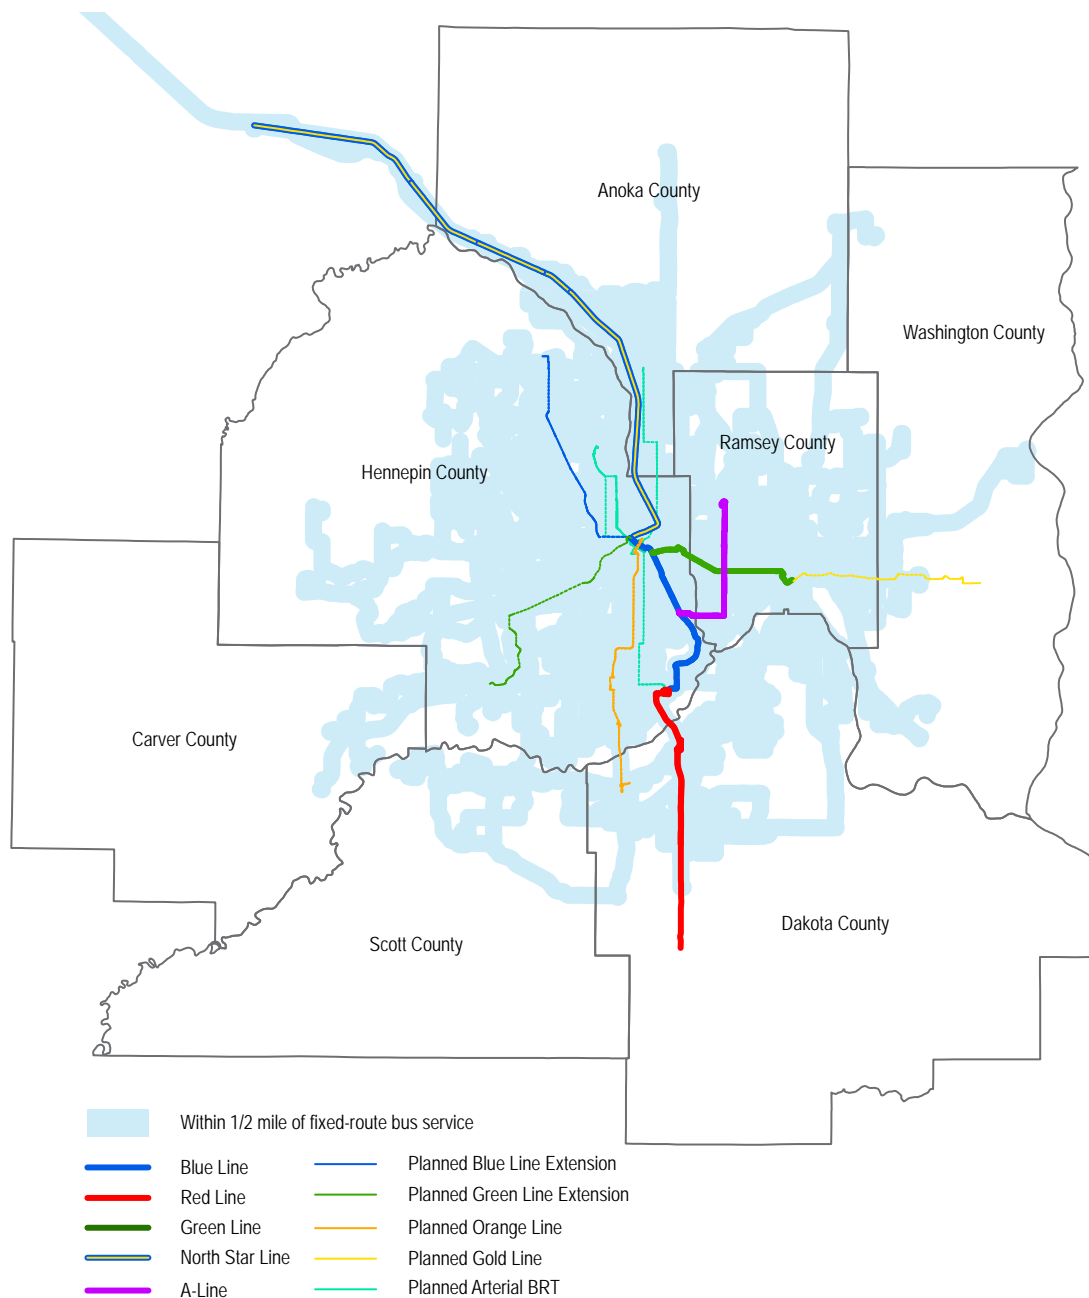 Anoka County
Washington County
Ramsey County
Hennepin County
Carver County
Dakota County
Scott County
Within 1/2 mile of fixed-route bus service
Blue Line
Planned Blue Line Extension
Red Line
Planned Green Line Extension
Green Line
Planned Orange Line
North Star Line
Planned Gold Line
A-Line
Planned Arterial BRT